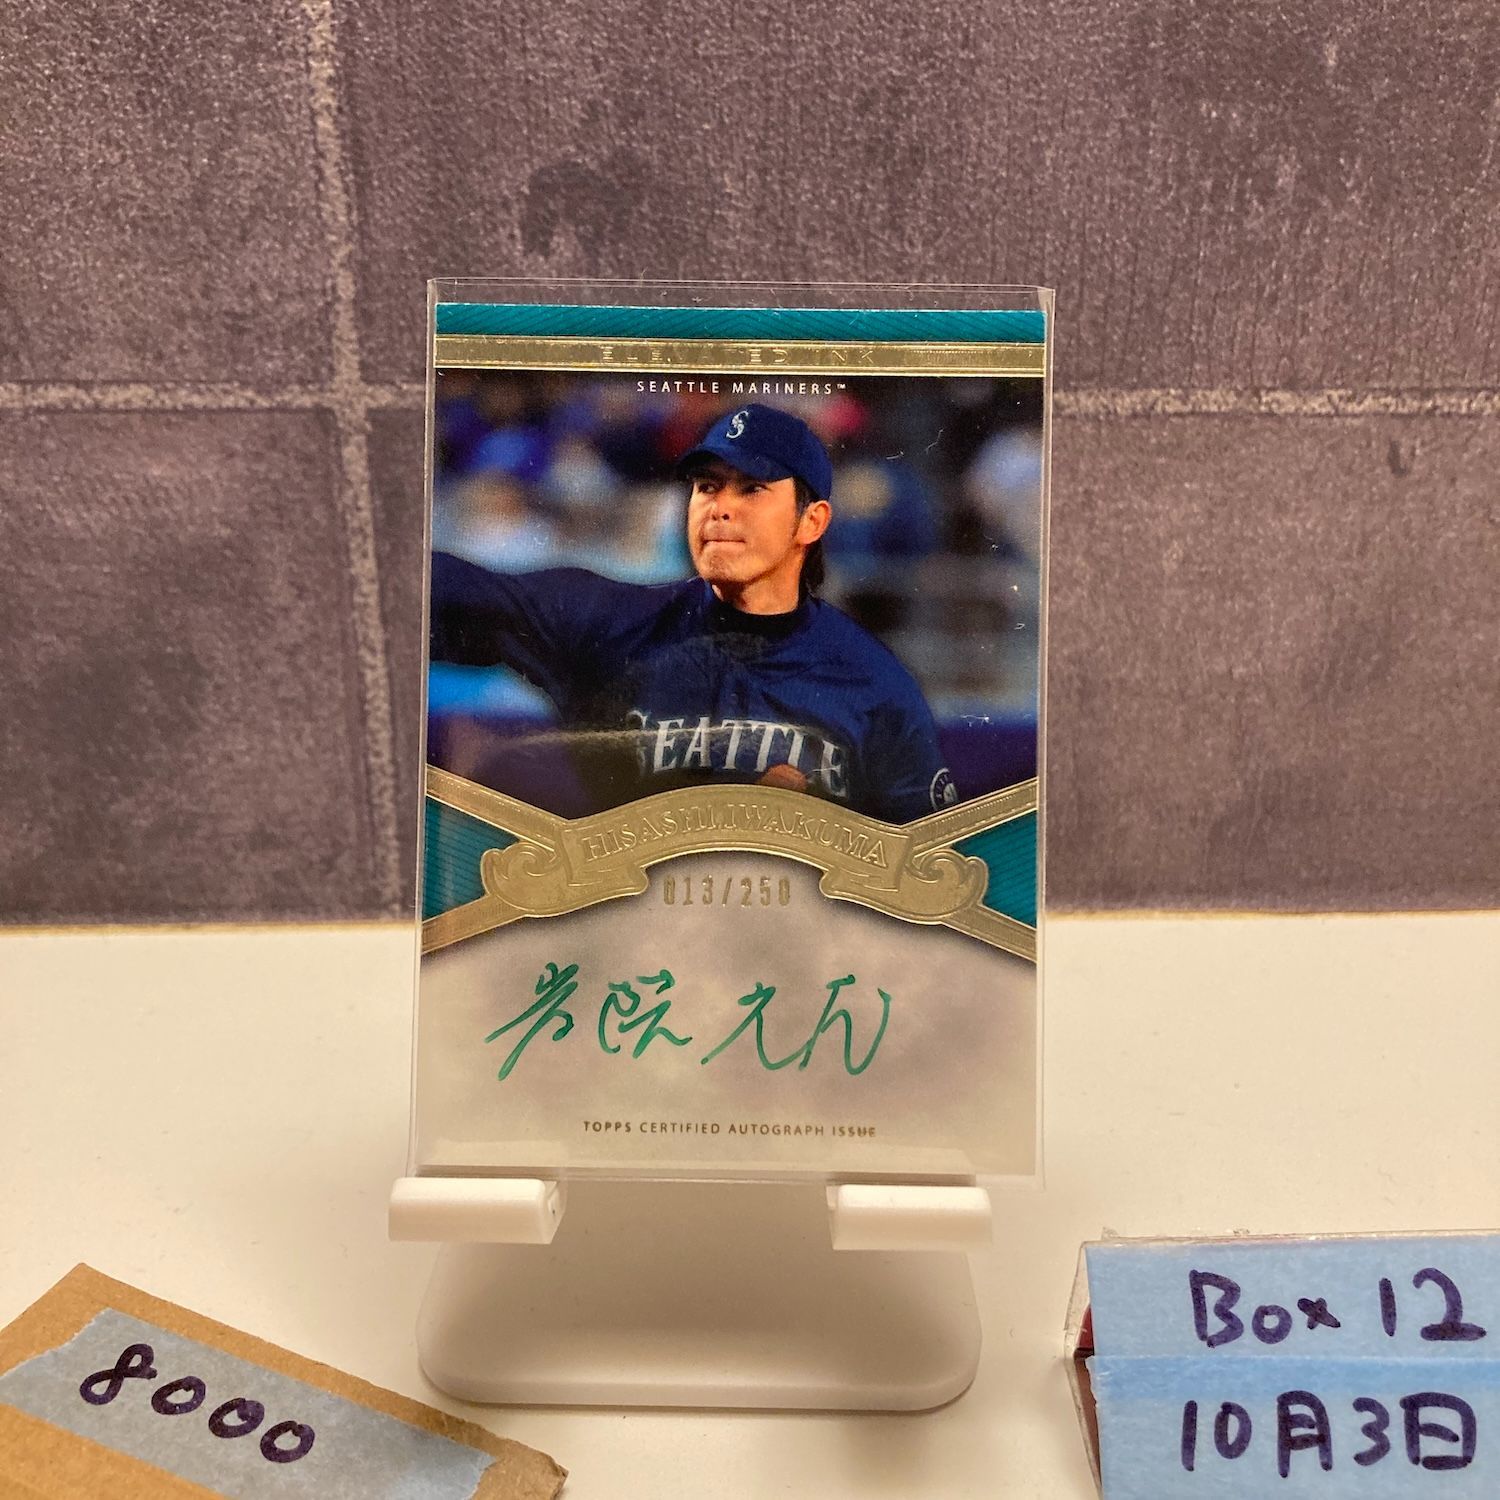 ELEVATED INK
SEATTLE MARINERS™
S
SEATTLE
HISASHI IWAKUMA
013/250
岩隈久志
TOPPS CERTIFIED AUTOGRAPH ISSUE
8000
Box 12
10月3日